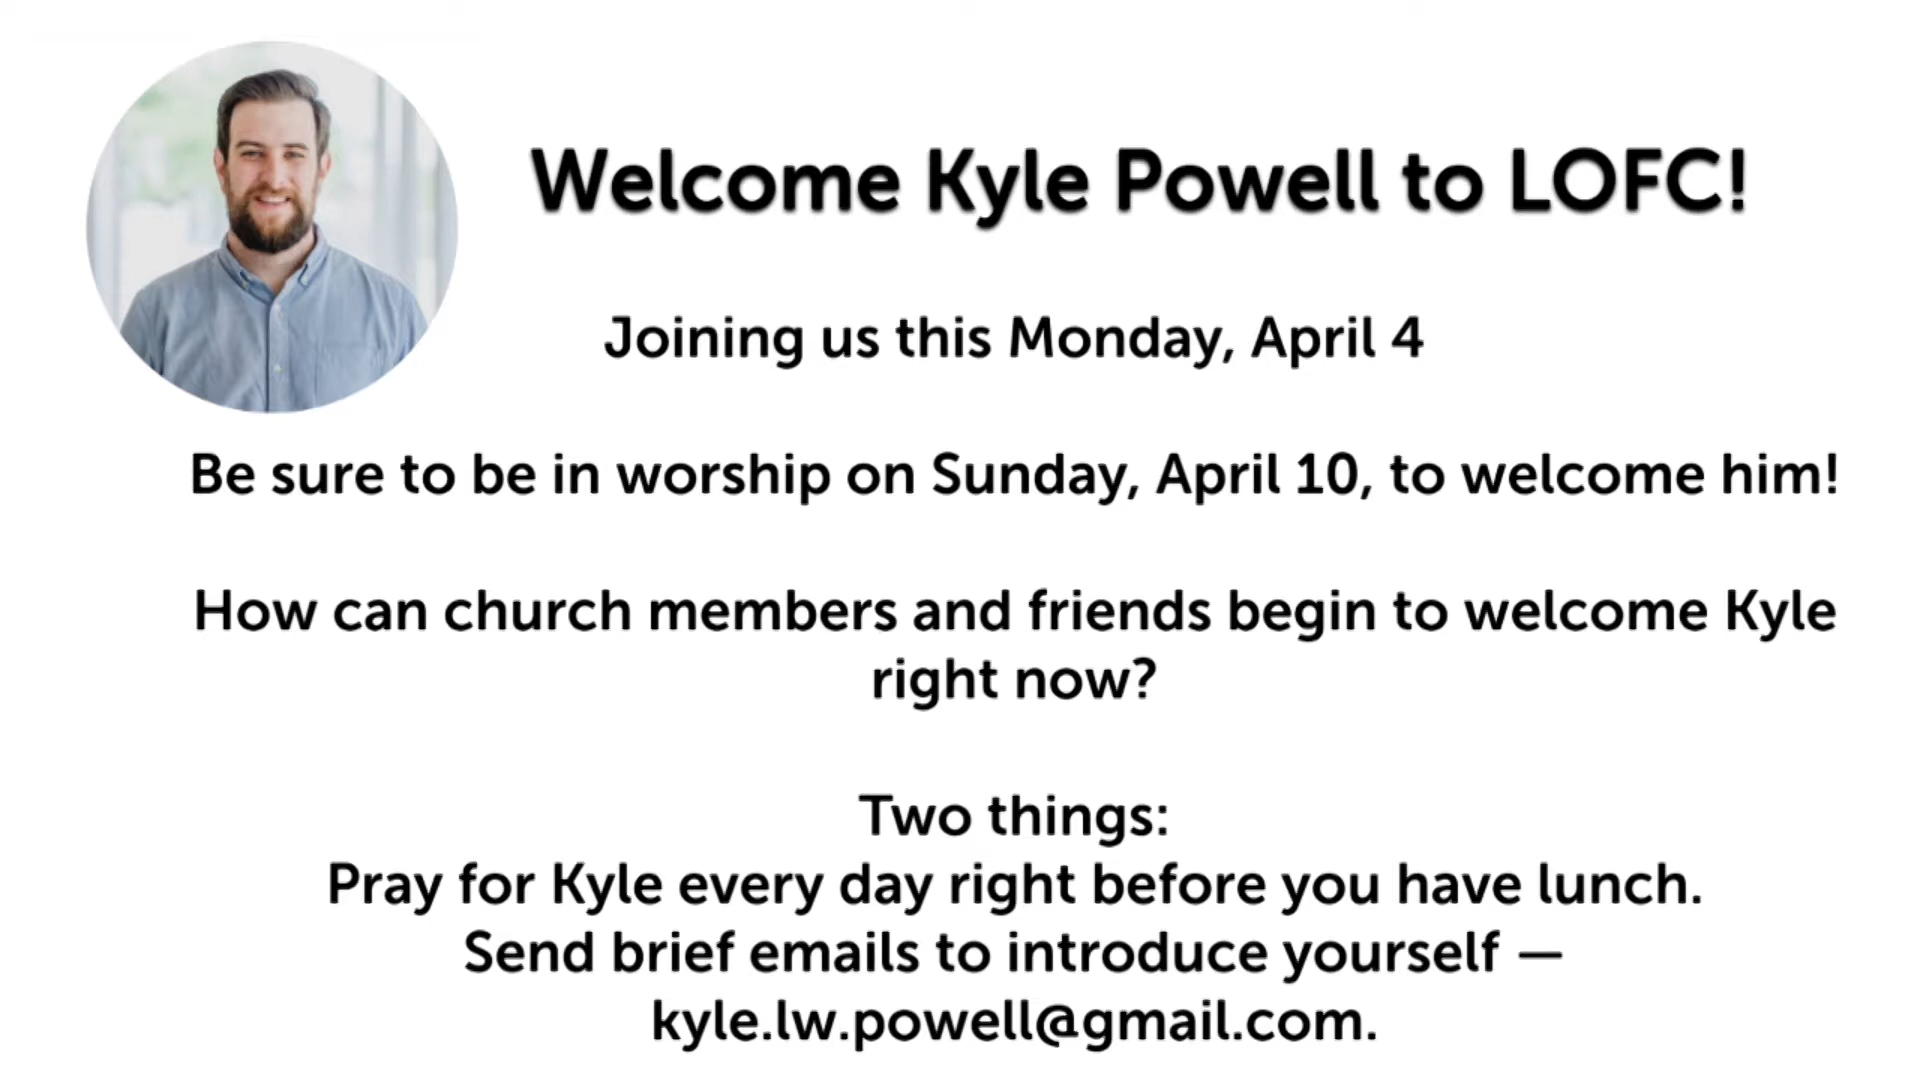 Welcome Kyle Powell to LOFC!
Joining us this Monday, April 4
Be sure to be in worship on Sunday, April 10, to welcome him!
How can church members and friends begin to welcome Kyle
right now?
Two things:
Pray for Kyle every day right before you have lunch.
Send brief emails to introduce yourself —
kyle.lw.powell@gmail.com.